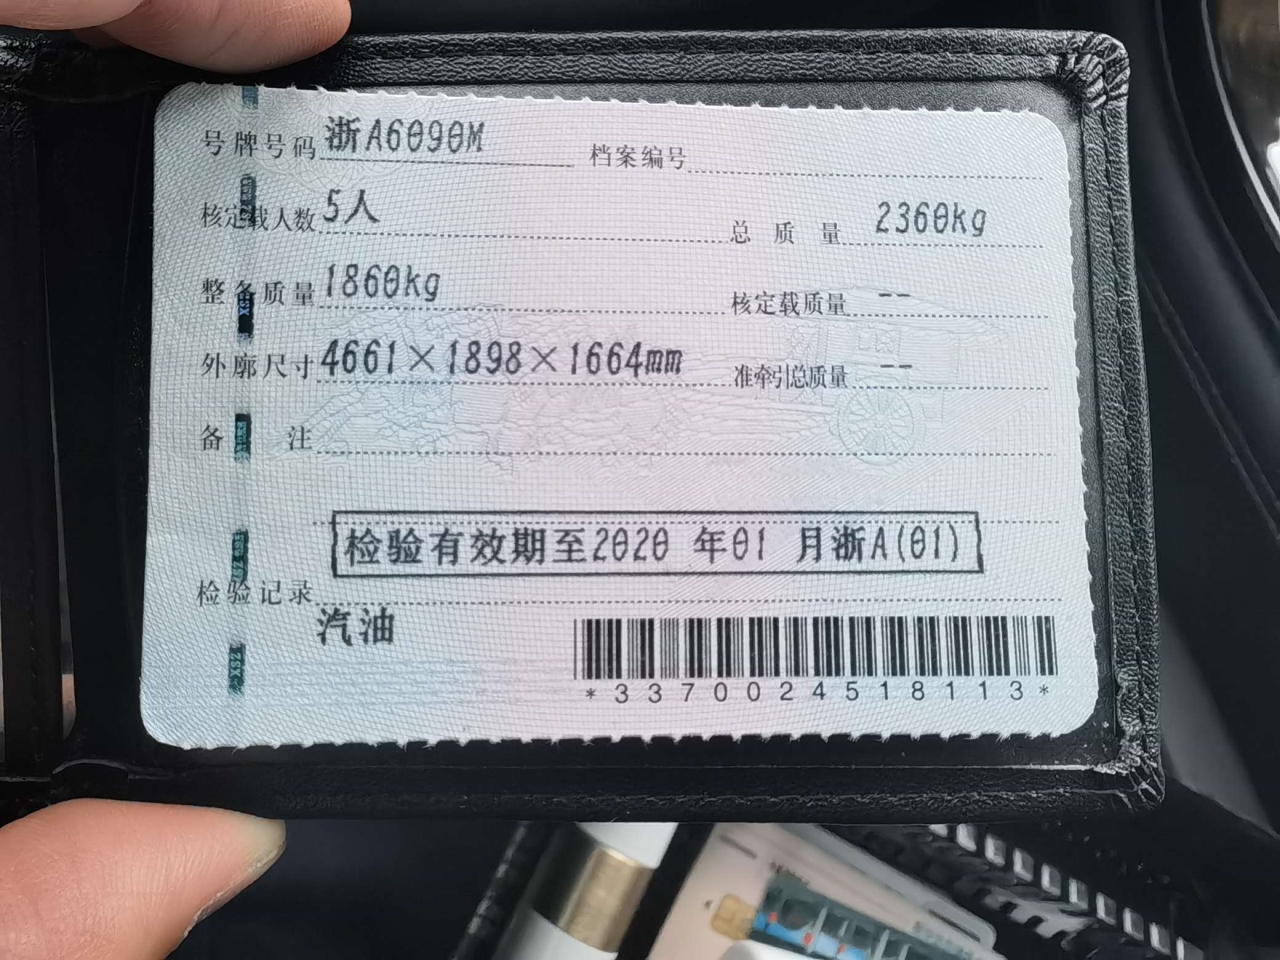 号牌号码 浙A6090M 档案编号
核定载人数 5人 总质量 2360kg
整备质量 1860kg 核定载质量 --
外廓尺寸 4661×1898×1664mm 准牵引总质量 --
备注
检验有效期至2020 年01 月浙A(01)
检验记录
汽油
*3370024518113*